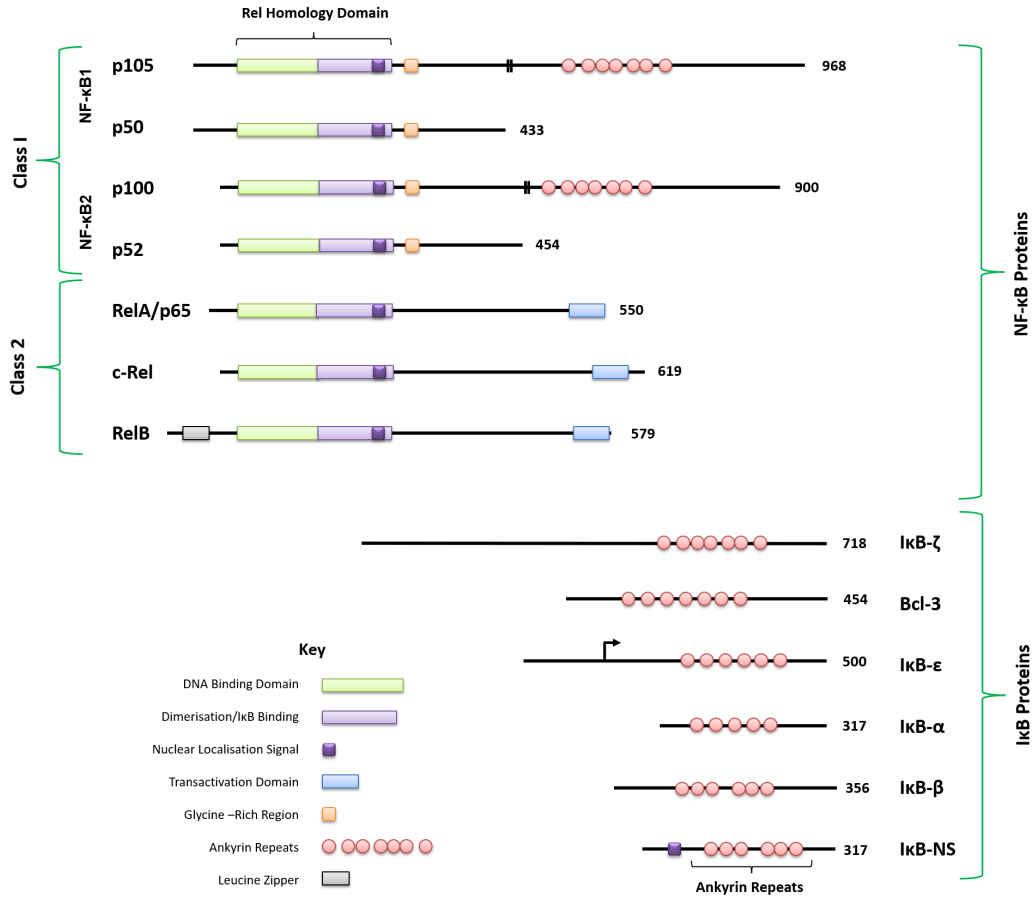 Rel Homology Domain
Class I
NF-κB1
p105
968
p50
433
NF-κB2
p100
900
p52
454
Class 2
RelA/p65
550
c-Rel
619
RelB
579
NF-κB Proteins
718 IκB-ζ
454 Bcl-3
500 IκB-ε
317 IκB-α
356 IκB-β
317 IκB-NS
Ankyrin Repeats
IκB Proteins
Key
DNA Binding Domain
Dimerisation/IκB Binding
Nuclear Localisation Signal
Transactivation Domain
Glycine –Rich Region
Ankyrin Repeats
Leucine Zipper